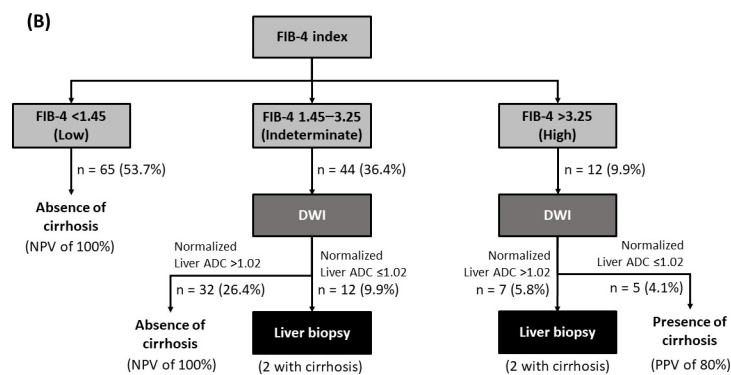 (B)
FIB-4 index
FIB-4 <1.45
(Low)
FIB-4 1.45−3.25
(Indeterminate)
FIB-4 >3.25
(High)
n = 65 (53.7%)
n = 44 (36.4%)
n = 12 (9.9%)
Absence of
cirrhosis
(NPV of 100%)
DWI
DWI
Normalized
Liver ADC >1.02
Normalized
Liver ADC ≤1.02
Normalized
Liver ADC >1.02
Normalized
Liver ADC ≤1.02
n = 32 (26.4%)
n = 12 (9.9%)
n = 7 (5.8%)
n = 5 (4.1%)
Absence of
cirrhosis
(NPV of 100%)
Liver biopsy
(2 with cirrhosis)
Liver biopsy
(2 with cirrhosis)
Presence of
cirrhosis
(PPV of 80%)